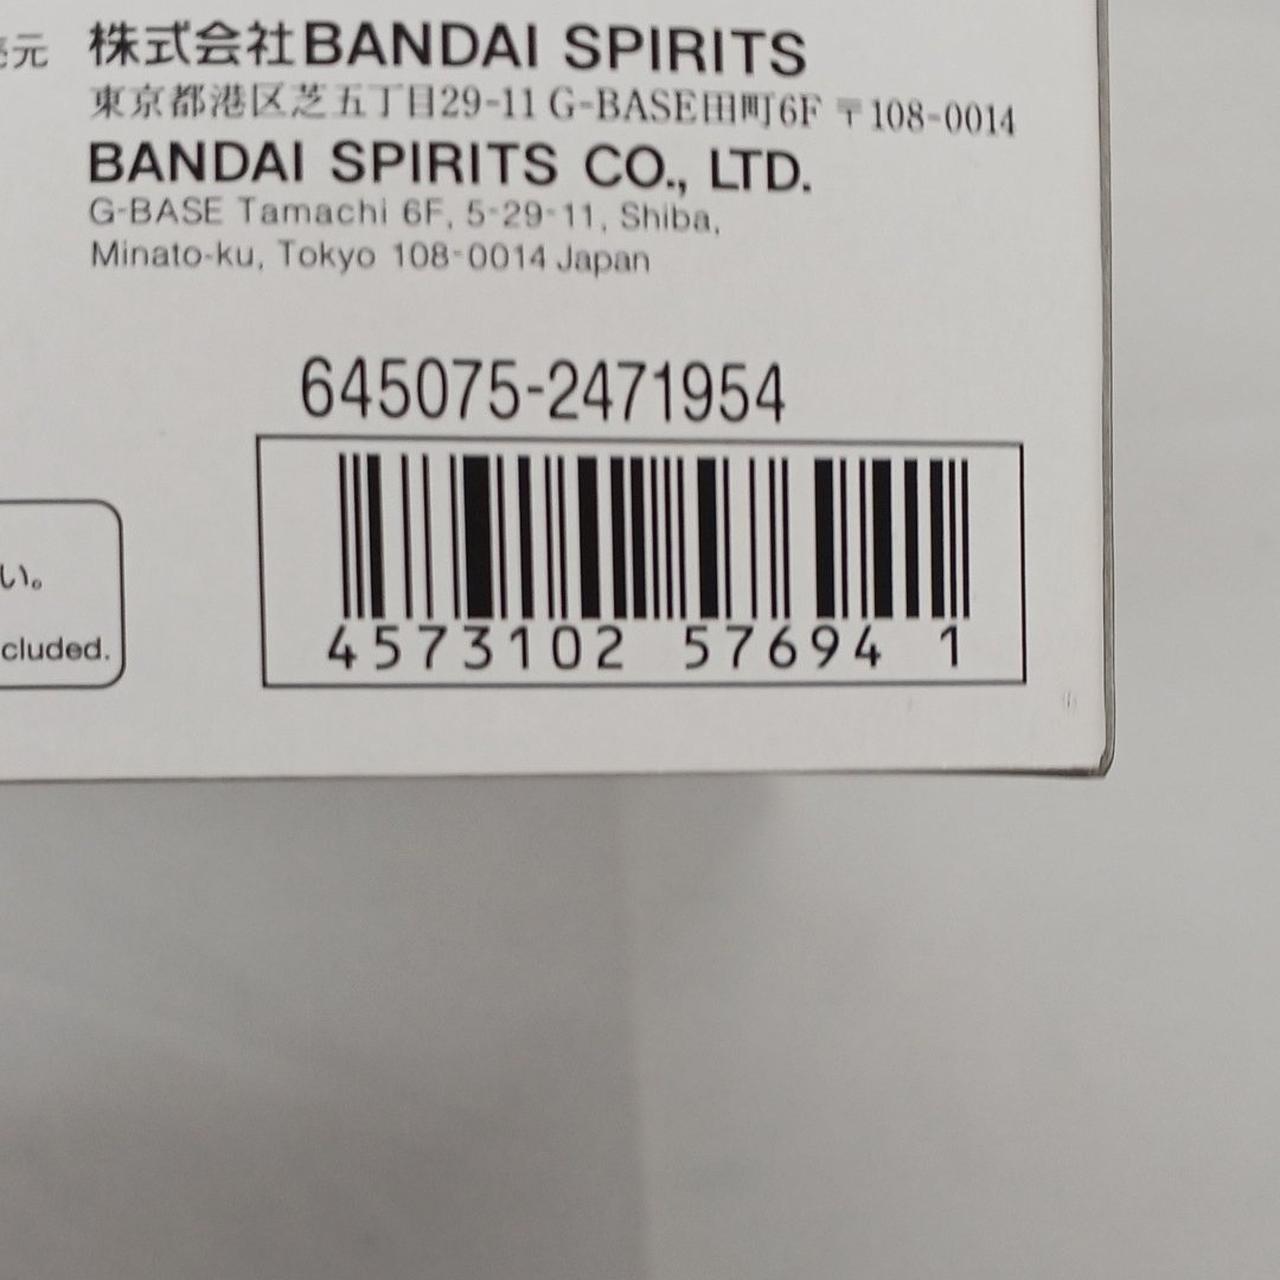 売元 株式会社BANDAI SPIRITS
東京都港区芝五丁目29-11 G-BASE田町6F 〒108-0014
BANDAI SPIRITS CO., LTD.
G-BASE Tamachi 6F, 5-29-11, Shiba,
Minato-ku, Tokyo 108-0014 Japan
645075-2471954
い。
cluded.
4573102 57694 1